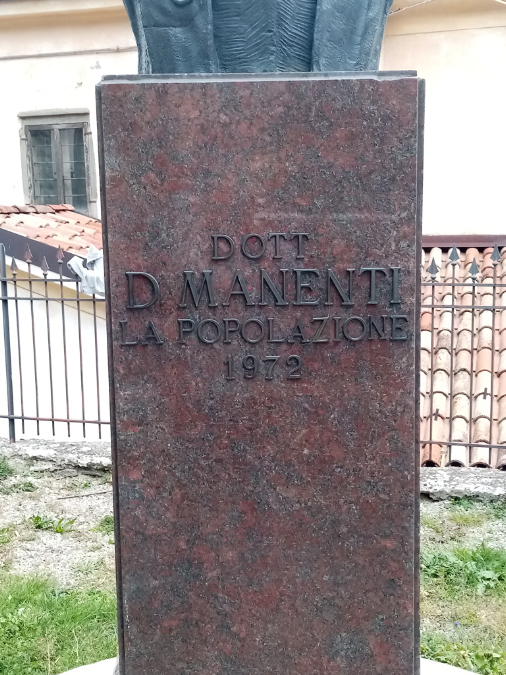 DOTT
D. MANENTI
LA POPOLAZIONE
1972